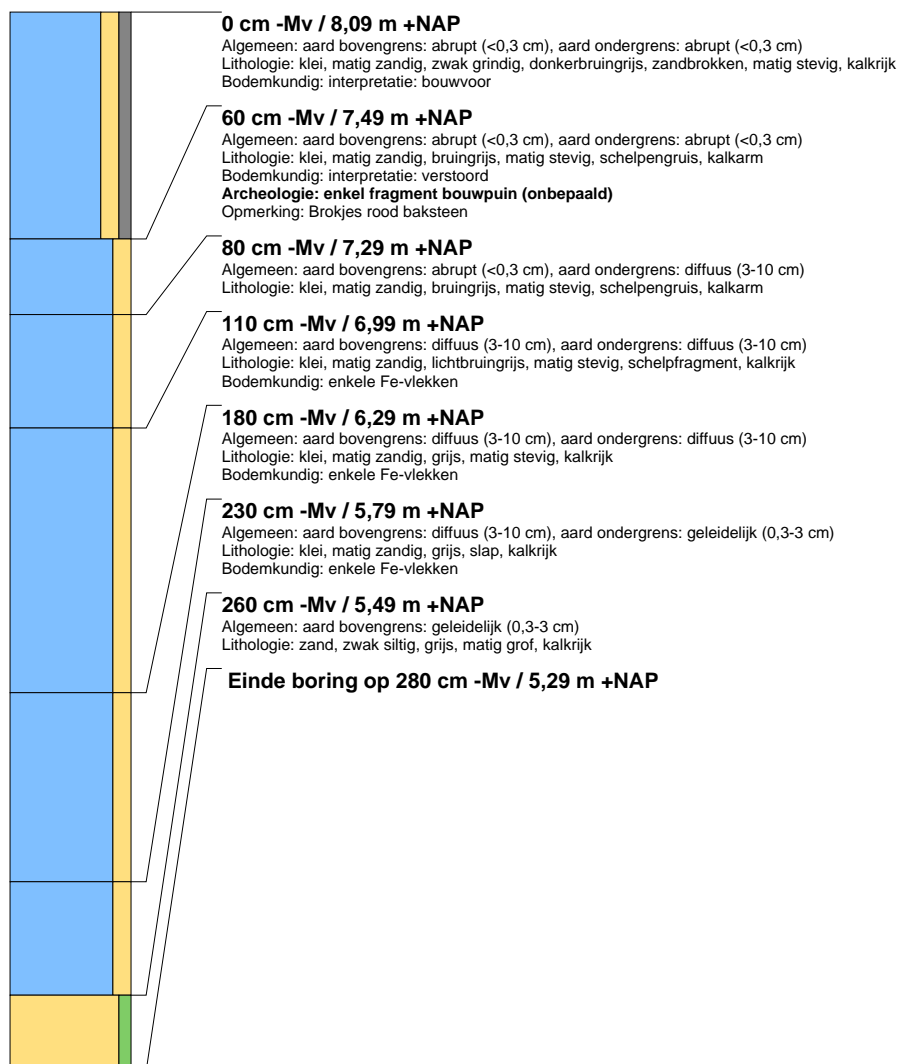 0 cm -Mv / 8,09 m +NAP
Algemeen: aard bovengrens: abrupt (<0,3 cm), aard ondergrens: abrupt (<0,3 cm)
Lithologie: klei, matig zandig, zwak grindig, donkerbruingrijs, zandbrokken, matig stevig, kalkrijk
Bodemkundig: interpretatie: bouwvoor
60 cm -Mv / 7,49 m +NAP
Algemeen: aard bovengrens: abrupt (<0,3 cm), aard ondergrens: abrupt (<0,3 cm)
Lithologie: klei, matig zandig, bruingrijs, matig stevig, schelpengruis, kalkarm
Bodemkundig: interpretatie: verstoord
Archeologie: enkel fragment bouwpuin (onbepaald)
Opmerking: Brokjes rood baksteen
80 cm -Mv / 7,29 m +NAP
Algemeen: aard bovengrens: abrupt (<0,3 cm), aard ondergrens: diffuus (3-10 cm)
Lithologie: klei, matig zandig, bruingrijs, matig stevig, schelpengruis, kalkarm
110 cm -Mv / 6,99 m +NAP
Algemeen: aard bovengrens: diffuus (3-10 cm), aard ondergrens: diffuus (3-10 cm)
Lithologie: klei, matig zandig, lichtbruingrijs, matig stevig, schelpfragment, kalkrijk
Bodemkundig: enkele Fe-vlekken
180 cm -Mv / 6,29 m +NAP
Algemeen: aard bovengrens: diffuus (3-10 cm), aard ondergrens: diffuus (3-10 cm)
Lithologie: klei, matig zandig, grijs, matig stevig, kalkrijk
Bodemkundig: enkele Fe-vlekken
230 cm -Mv / 5,79 m +NAP
Algemeen: aard bovengrens: diffuus (3-10 cm), aard ondergrens: geleidelijk (0,3-3 cm)
Lithologie: klei, matig zandig, grijs, slap, kalkrijk
Bodemkundig: enkele Fe-vlekken
260 cm -Mv / 5,49 m +NAP
Algemeen: aard bovengrens: geleidelijk (0,3-3 cm)
Lithologie: zand, zwak siltig, grijs, matig grof, kalkrijk
Einde boring op 280 cm -Mv / 5,29 m +NAP